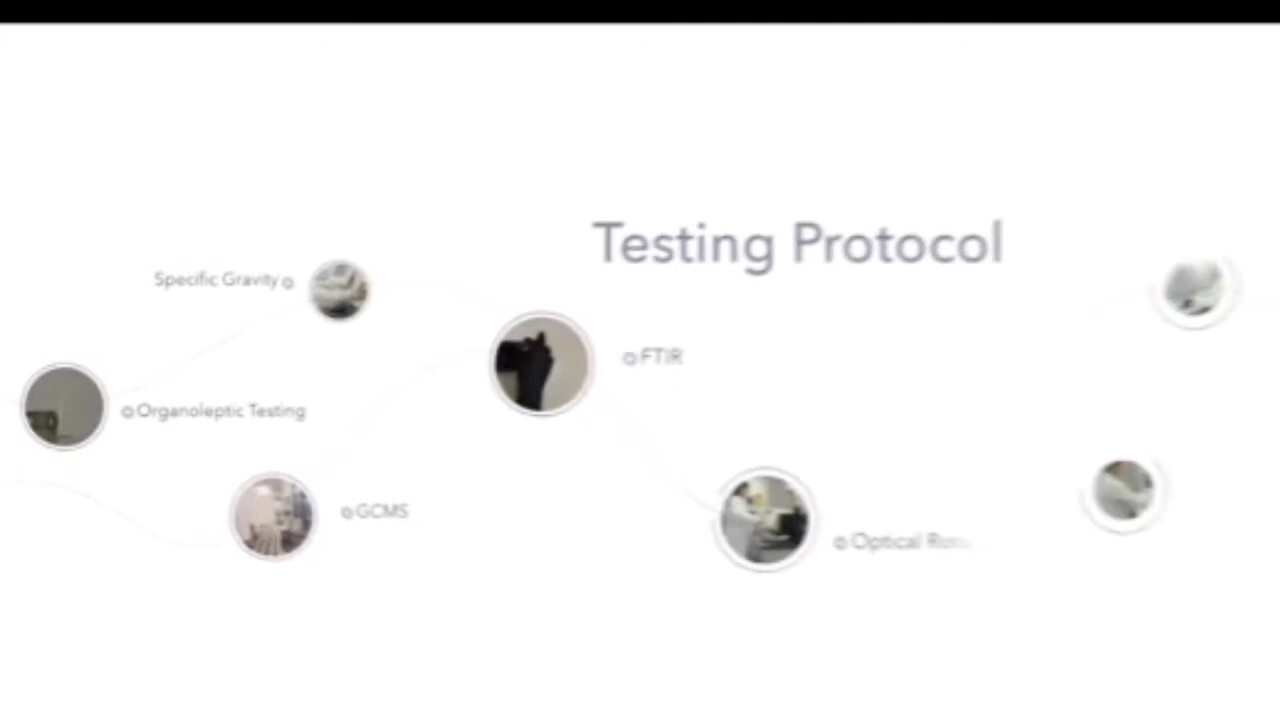 Testing Protocol
Specific Gravity
FTIR
Organoleptic Testing
GCMS
Optical